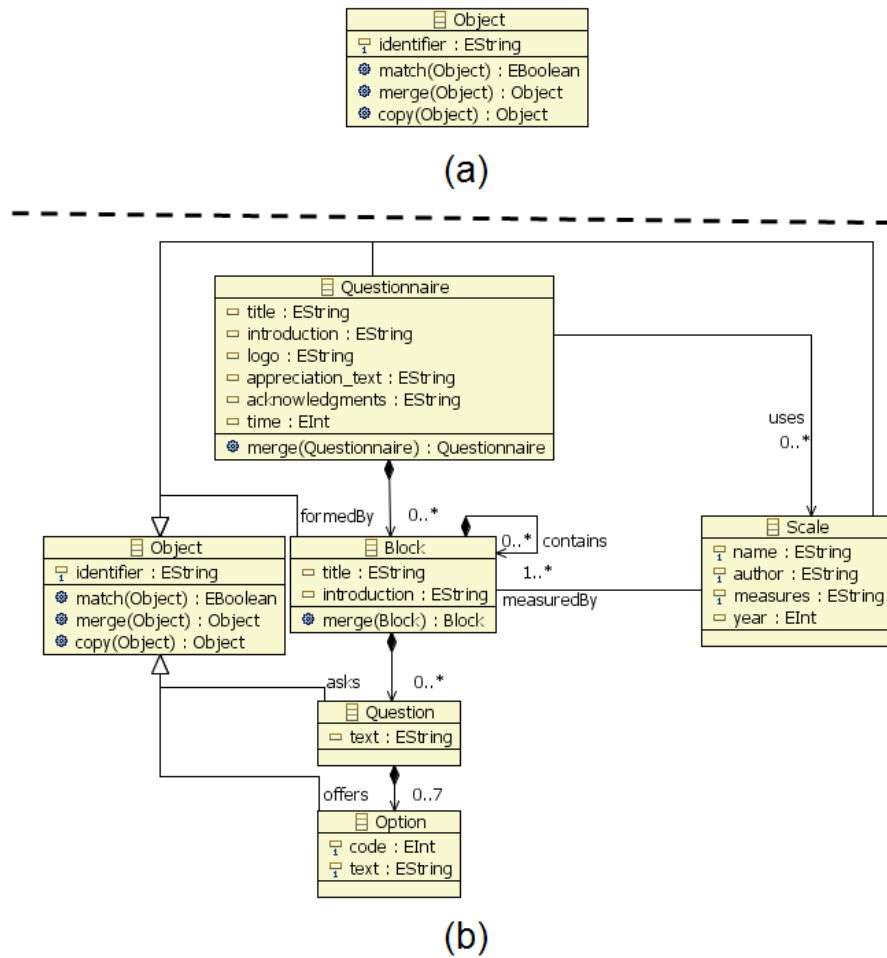 Object
identifier : EString
match(Object) : EBoolean
merge(Object) : Object
copy(Object) : Object
(a)
Questionnaire
title : EString
introduction : EString
logo : EString
appreciation_text : EString
acknowledgments : EString
time : EInt
merge(Questionnaire) : Questionnaire
uses
0..*
formedBy
0..*
Object
identifier : EString
match(Object) : EBoolean
merge(Object) : Object
copy(Object) : Object
Block
title : EString
introduction : EString
merge(Block) : Block
0..*
contains
1..*
measuredBy
Scale
name : EString
author : EString
measures : EString
year : EInt
asks
0..*
Question
text : EString
offers
0..7
Option
code : EInt
text : EString
(b)